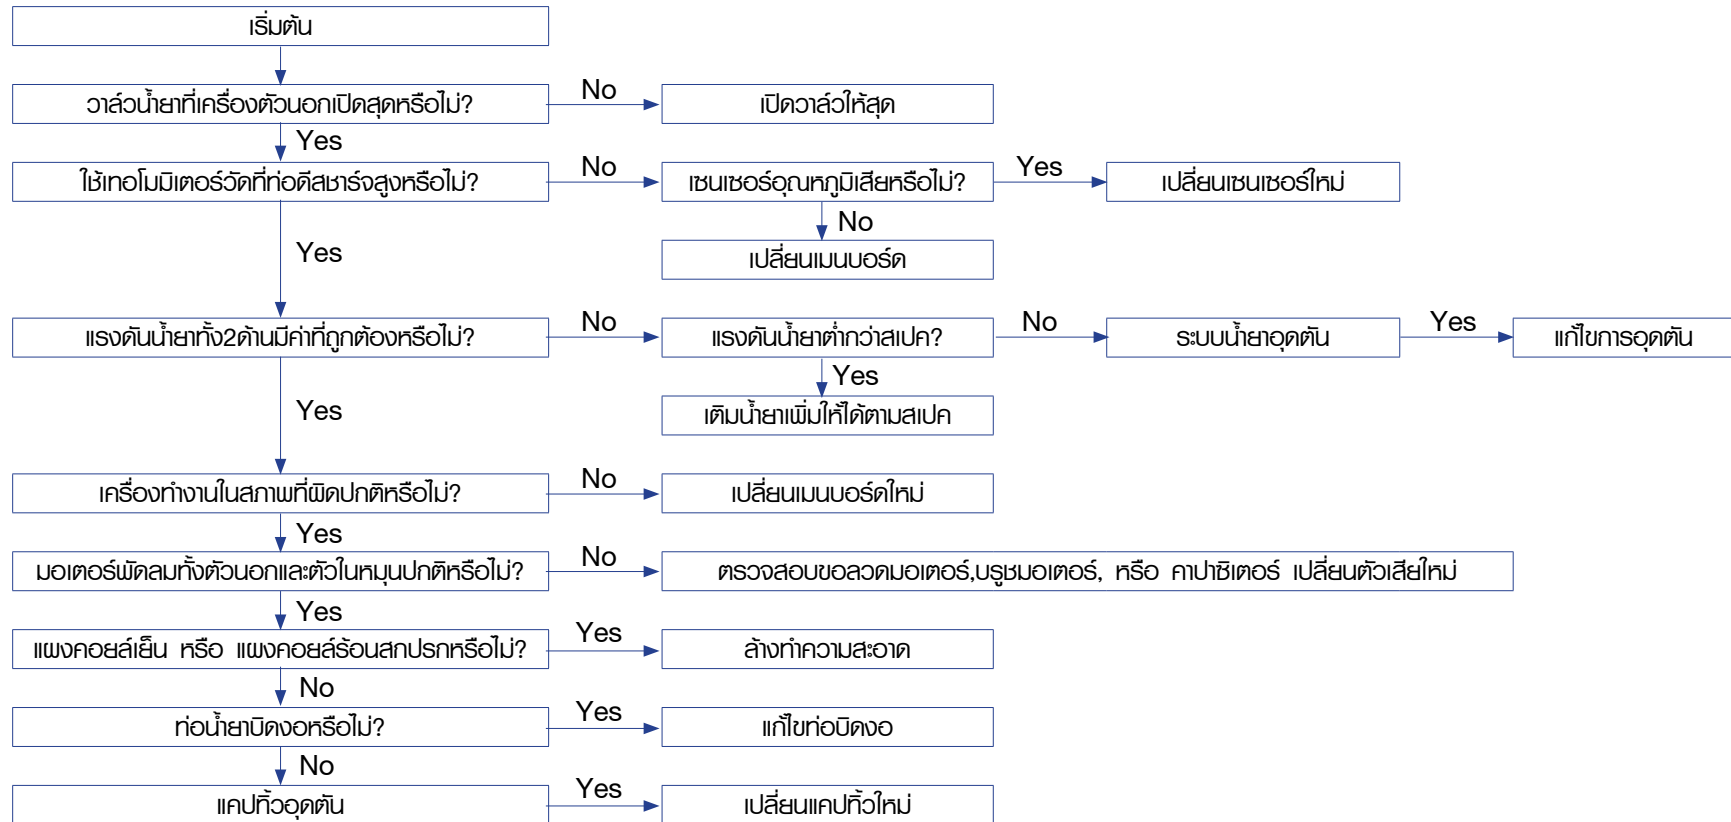 เริ่มต้น
วาล์วน้ำยาที่เครื่องตัวนอกเปิดสุดหรือไม่?
No
เปิดวาล์วให้สุด
Yes
ใช้เทอโมมิเตอร์วัดที่ท่อดีสชาร์จสูงหรือไม่?
No
เซนเซอร์อุณหภูมิเสียหรือไม่?
Yes
เปลี่ยนเซนเซอร์ใหม่
No
เปลี่ยนเมนบอร์ด
Yes
แรงดันน้ำยาทั้ง2ด้านมีค่าที่ถูกต้องหรือไม่?
No
แรงดันน้ำยาต่ำกว่าสเปค?
No
ระบบน้ำยาอุดตัน
Yes
แก้ไขการอุดตัน
Yes
เติมน้ำยาเพิ่มให้ได้ตามสเปค
Yes
เครื่องทำงานในสภาพที่ผิดปกติหรือไม่?
No
เปลี่ยนเมนบอร์ดใหม่
Yes
มอเตอร์พัดลมทั้งตัวนอกและตัวในหมุนปกติหรือไม่?
No
ตรวจสอบขอลวดมอเตอร์,บรูชมอเตอร์, หรือ คาปาซิเตอร์ เปลี่ยนตัวเสียใหม่
Yes
แผงคอยล์เย็น หรือ แผงคอยล์ร้อนสกปรกหรือไม่?
Yes
ล้างทำความสะอาด
No
ท่อน้ำยาบิดงอหรือไม่?
Yes
แก้ไขท่อบิดงอ
No
แคปทิ้วอุดตัน
Yes
เปลี่ยนแคปทิ้วใหม่